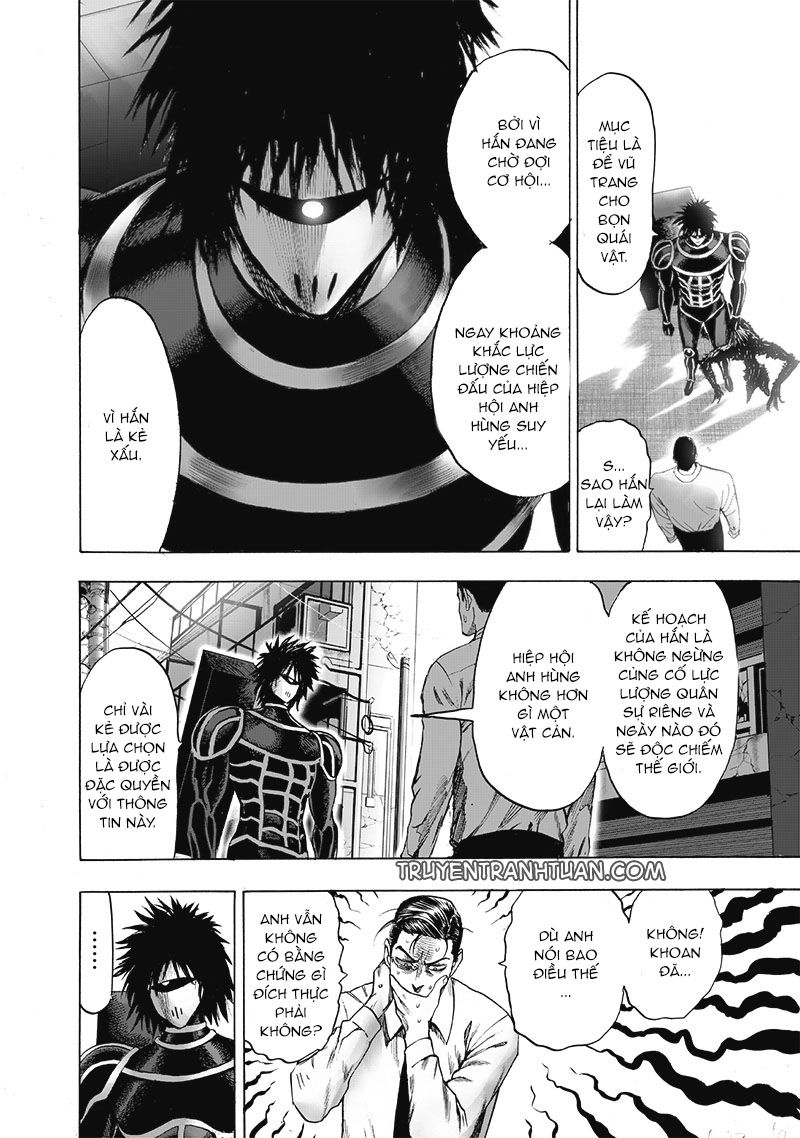 MỤC
TIÊU LÀ
ĐỂ VŨ
TRANG
CHO
BỌN
QUÁI
VẬT.
S...
SAO HẮN
LẠI LÀM
VẬY?
BỞI VÌ
HẮN ĐANG
CHỜ ĐỢI
CƠ HỘI...
NGAY KHOẢNG
KHẮC LỰC
LƯỢNG CHIẾN
ĐẤU CỦA HIỆP
HỘI ANH
HÙNG SUY
YẾU...
VÌ HẮN
LÀ KẺ
XẤU.
KẾ HOẠCH
CỦA HẮN LÀ
KHÔNG NGỪNG
CỦNG CỐ LỰC
LƯỢNG QUÂN
SỰ RIÊNG VÀ
NGÀY NÀO ĐÓ
SẼ ĐỘC CHIẾM
THẾ GIỚI.
HIỆP HỘI
ANH HÙNG
KHÔNG HƠN
GÌ MỘT
VẬT CẢN.
CHỈ VÀI
KẺ ĐƯỢC
LỰA CHỌN
LÀ ĐƯỢC
ĐẶC QUYỀN
VỚI THÔNG
TIN NÀY.
TRUYENTRANHTUAN.COM
KHÔNG!
KHOAN
ĐÃ...
DÙ ANH
NÓI BAO
ĐIỀU THẾ
...
ANH VẪN
KHÔNG
CÓ BẰNG
CHỨNG GÌ
ĐÍCH THỰC
PHẢI
KHÔNG?
......